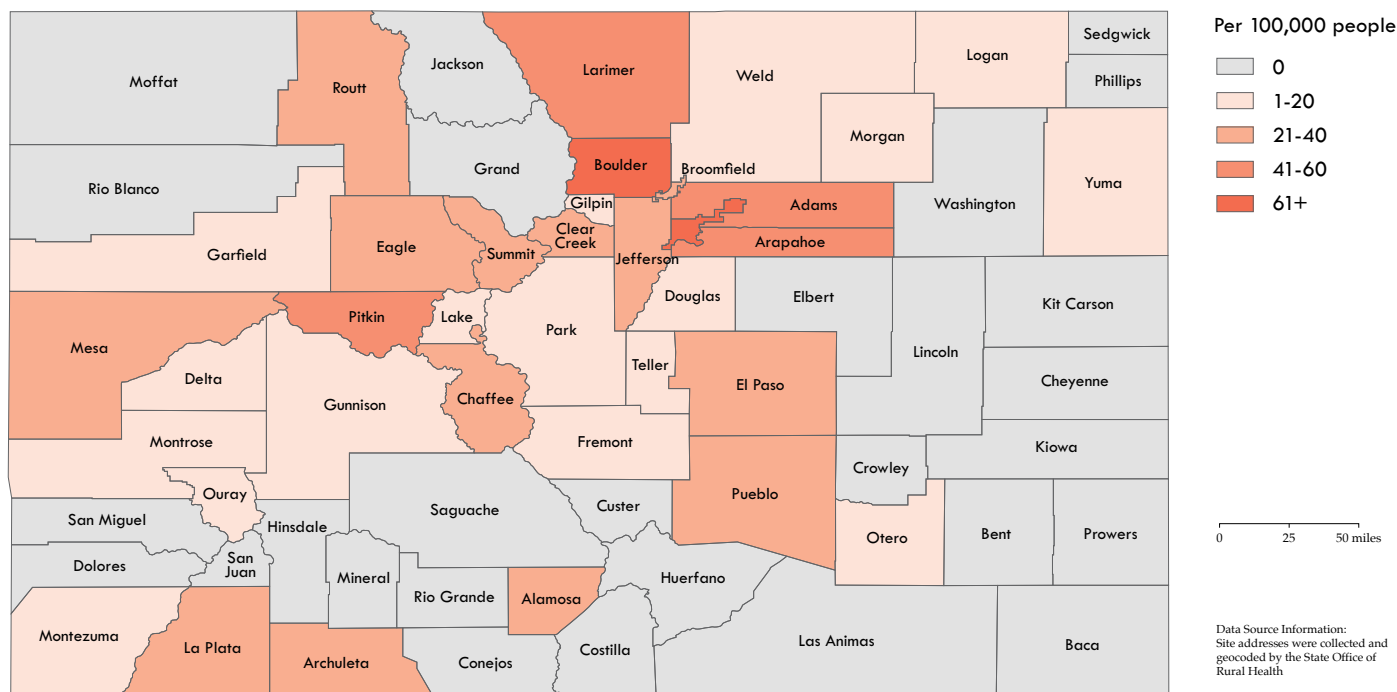 Per 100,000 people
0
1-20
21-40
41-60
61+
Sedgwick
Phillips
Logan
Weld
Larimer
Jackson
Routt
Moffat
Morgan
Yuma
Washington
Boulder
Broomfield
Grand
Rio Blanco
Gilpin
Adams
Clear
Creek
Arapahoe
Garfield
Eagle
Summit
Jefferson
Douglas
Elbert
Kit Carson
Pitkin
Lake
Park
Mesa
Lincoln
Teller
Delta
El Paso
Cheyenne
Gunnison
Chaffee
Montrose
Fremont
Kiowa
Crowley
Ouray
Pueblo
Custer
Saguache
San Miguel
Hinsdale
Otero
Bent
Prowers
Dolores
San
Juan
Mineral
Huerfano
Rio Grande
Alamosa
Montezuma
La Plata
Archuleta
Conejos
Costilla
Las Animas
Baca
0 25 50 miles
Data Source Information:
Site addresses were collected and
geocoded by the State Office of
Rural Health